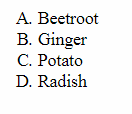 A. Beetroot
B. Ginger
C. Potato
D. Radish